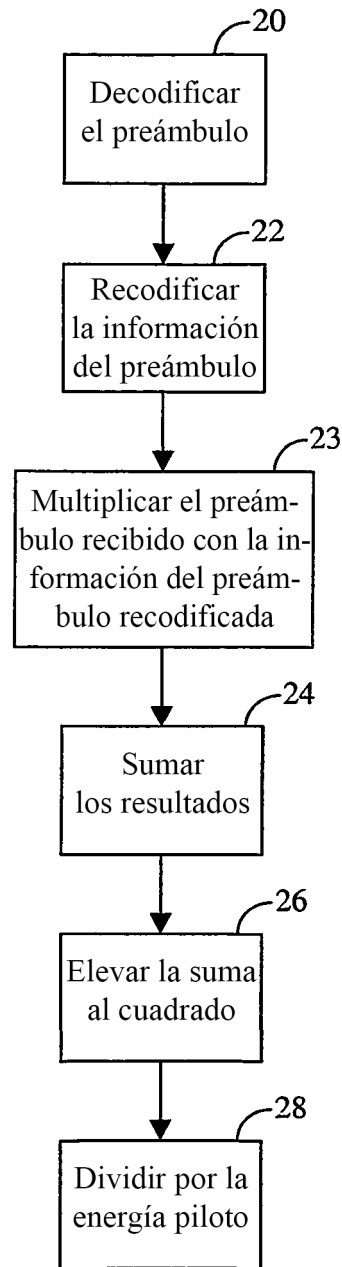 20
Decodificar
el preámbulo
22
Recodificar
la información
del preámbulo
23
Multiplicar el preám-
bulo recibido con la in-
formación del preám-
bulo recodificada
24
Sumar
los resultados
26
Elevar la suma
al cuadrado
28
Dividir por la
energía piloto